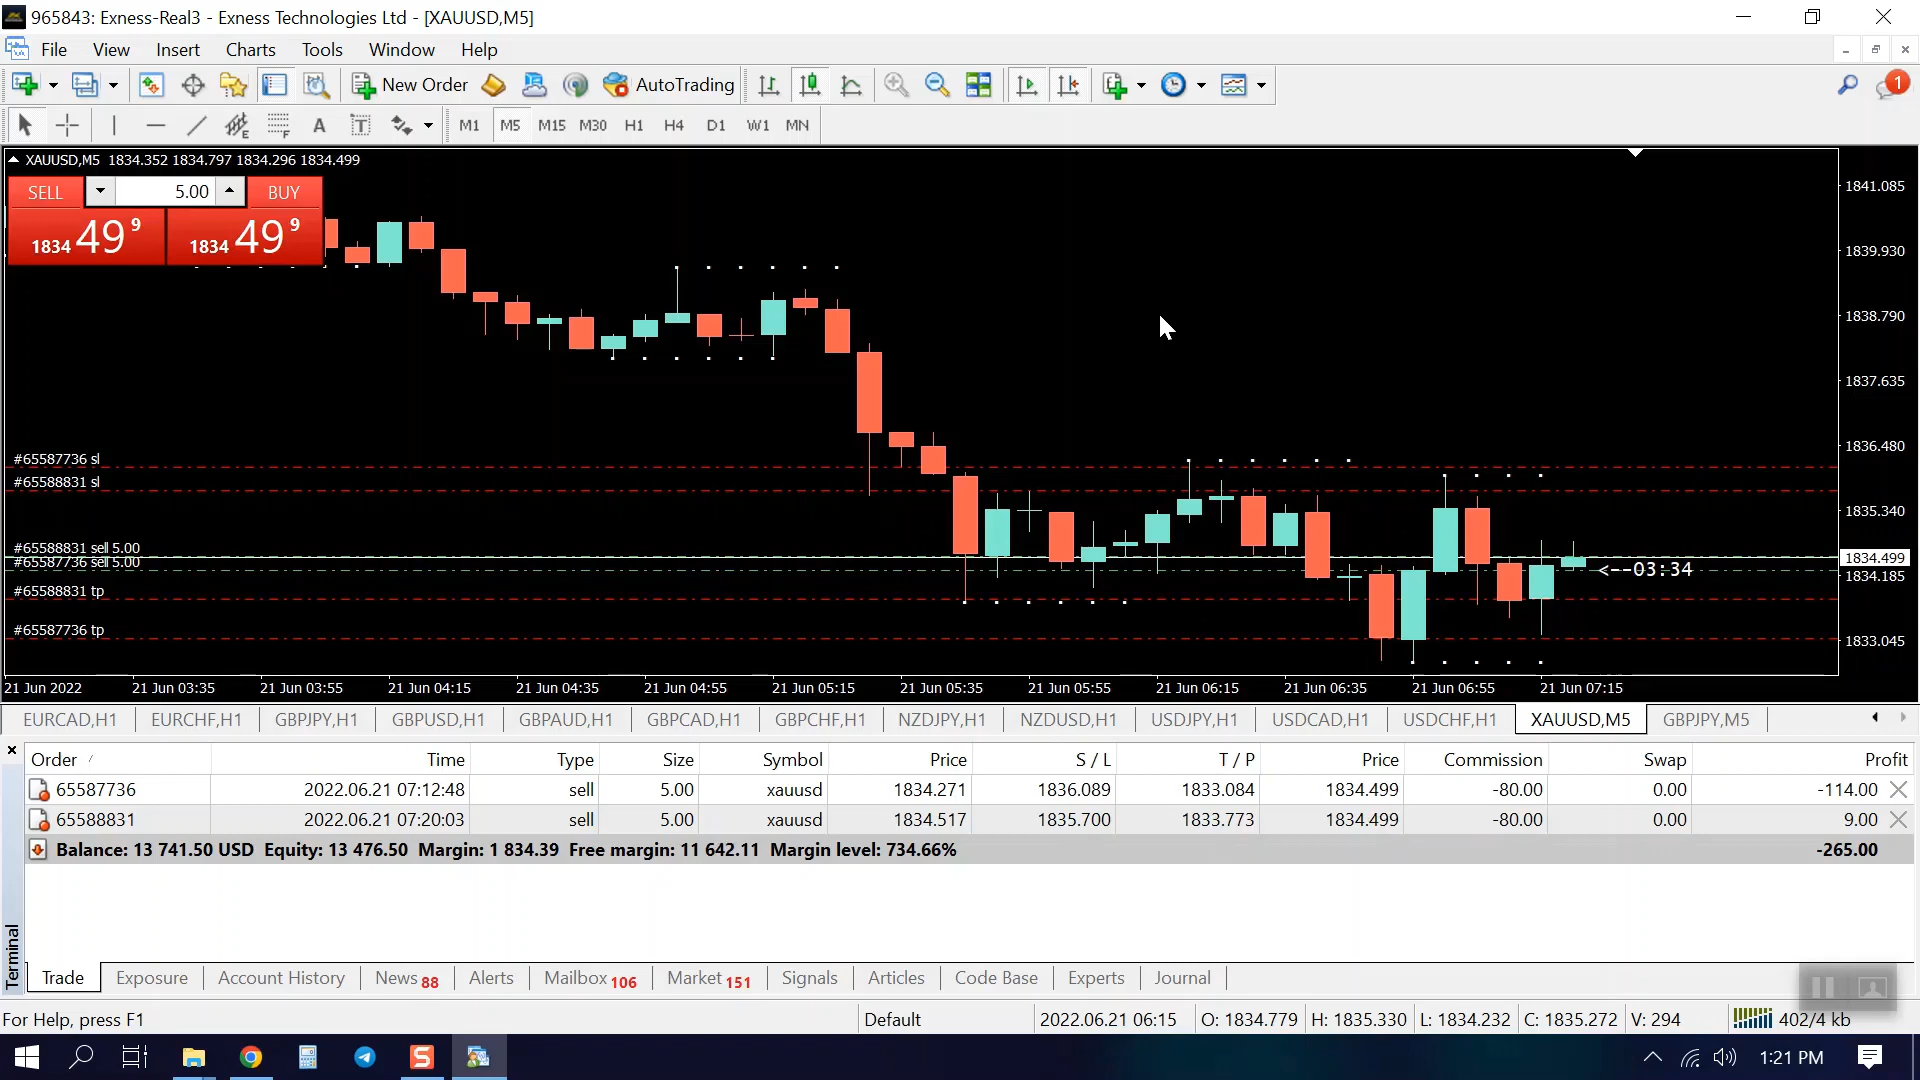 965843: Exness-Real3 - Exness Technologies Ltd - [XAUUSD,M5]
File View Insert Charts Tools Window Help
New Order AutoTrading 1
A T M1 M5 M15 M30 H1 H4 D1 W1 MN
XAUUSD,M5 1834.352 1834.797 1834.296 1834.499
SELL 5.00 BUY
1834 49 9 1834 49 9
1841.085
1839.930
1838.790
1837.635
1836.480
1835.340
1834.499
1834.185
1833.045
#65587736 sl
#65588831 sl
#65588831 sell 5.00
#65587736 sell 5.00
<--03:34
#65588831 tp
#65587736 tp
21 Jun 2022 21 Jun 03:35 21 Jun 03:55 21 Jun 04:15 21 Jun 04:35 21 Jun 04:55 21 Jun 05:15 21 Jun 05:35 21 Jun 05:55 21 Jun 06:15 21 Jun 06:35 21 Jun 06:55 21 Jun 07:15
EURCAD,H1 EURCHF,H1 GBPJPY,H1 GBPUSD,H1 GBPAUD,H1 GBPCAD,H1 GBPCHF,H1 NZDJPY,H1 NZDUSD,H1 USDJPY,H1 USDCAD,H1 USDCHF,H1 XAUUSD,M5 GBPJPY,M5
Order Time Type Size Symbol Price S / L T / P Price Commission Swap Profit
65587736 2022.06.21 07:12:48 sell 5.00 xauusd 1834.271 1836.089 1833.084 1834.499 -80.00 0.00 -114.00
65588831 2022.06.21 07:20:03 sell 5.00 xauusd 1834.517 1835.700 1833.773 1834.499 -80.00 0.00 9.00
Balance: 13 741.50 USD Equity: 13 476.50 Margin: 1 834.39 Free margin: 11 642.11 Margin level: 734.66% -265.00
Terminal
Trade Exposure Account History News 88 Alerts Mailbox 106 Market 151 Signals Articles Code Base Experts Journal
For Help, press F1 Default 2022.06.21 06:15 O: 1834.779 H: 1835.330 L: 1834.232 C: 1835.272 V: 294 402/4 kb
1:21 PM